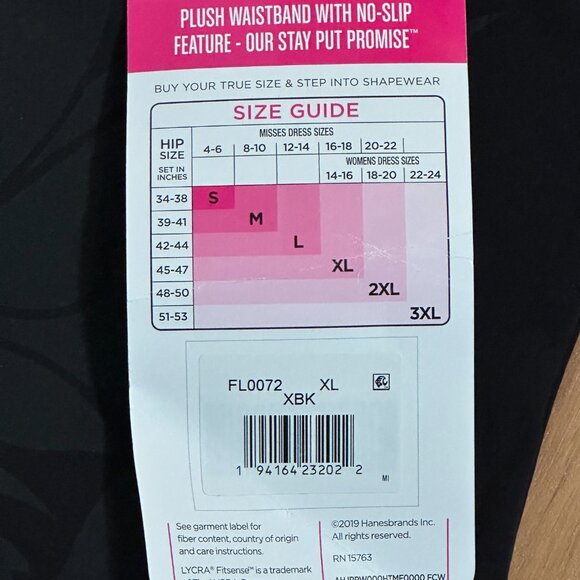 PLUSH WAISTBAND WITH NO-SLIP
FEATURE - OUR STAY PUT PROMISE™
BUY YOUR TRUE SIZE & STEP INTO SHAPEWEAR
SIZE GUIDE
HIP SIZE
SET IN INCHES
MISSES DRESS SIZES
4-6 8-10 12-14 16-18 20-22
WOMENS DRESS SIZES
14-16 18-20 22-24
34-38 S
39-41 M
42-44 L
45-47 XL
48-50 2XL
51-53 3XL
FL0072 XL
XBK
1 94164 23202 2
MI
See garment label for
fiber content, country of origin
and care instructions.
LYCRA® Fitsense™ is a trademark
©2019 Hanesbrands Inc.
All rights reserved.
RN 15763